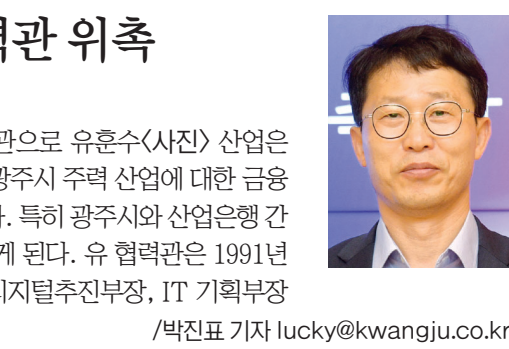 력관 위촉
관으로 유훈수<사진> 산업은
광주시 주력 산업에 대한 금융
. 특히 광주시와 산업은행 간
게 된다. 유 협력관은 1991년
디지털추진부장, IT 기획부장
/박진표 기자 lucky@kwangju.co.kr